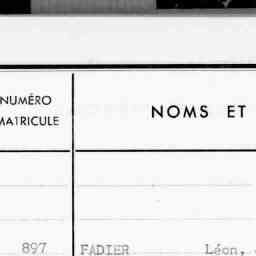 NUMÉRO
MATRICULE
NOMS ET
897 FADIER Léon,